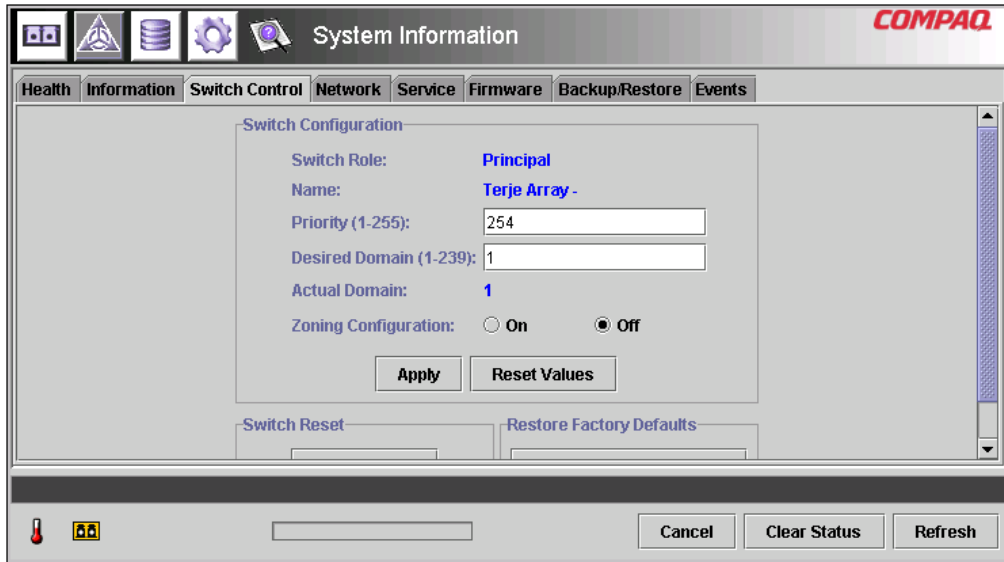 System Information
COMPAQ
Health Information Switch Control Network Service Firmware Backup/Restore Events
Switch Configuration
Switch Role: Principal
Name: Terje Array -
Priority (1-255): 254
Desired Domain (1-239): 1
Actual Domain: 1
Zoning Configuration: On Off
Apply Reset Values
Switch Reset Restore Factory Defaults
Cancel Clear Status Refresh